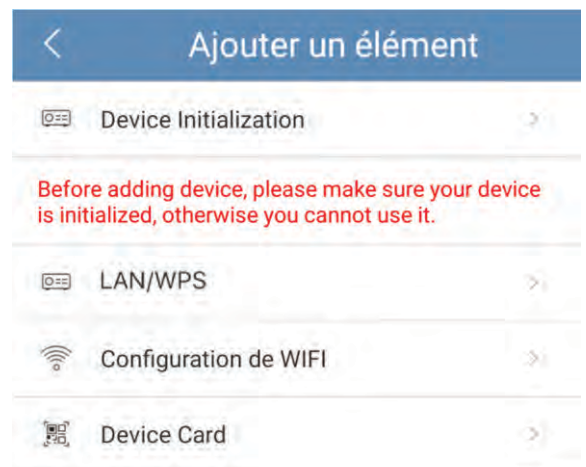 Ajouter un élément
Device Initialization
Before adding device, please make sure your device
is initialized, otherwise you cannot use it.
LAN/WPS
Configuration de WIFI
Device Card